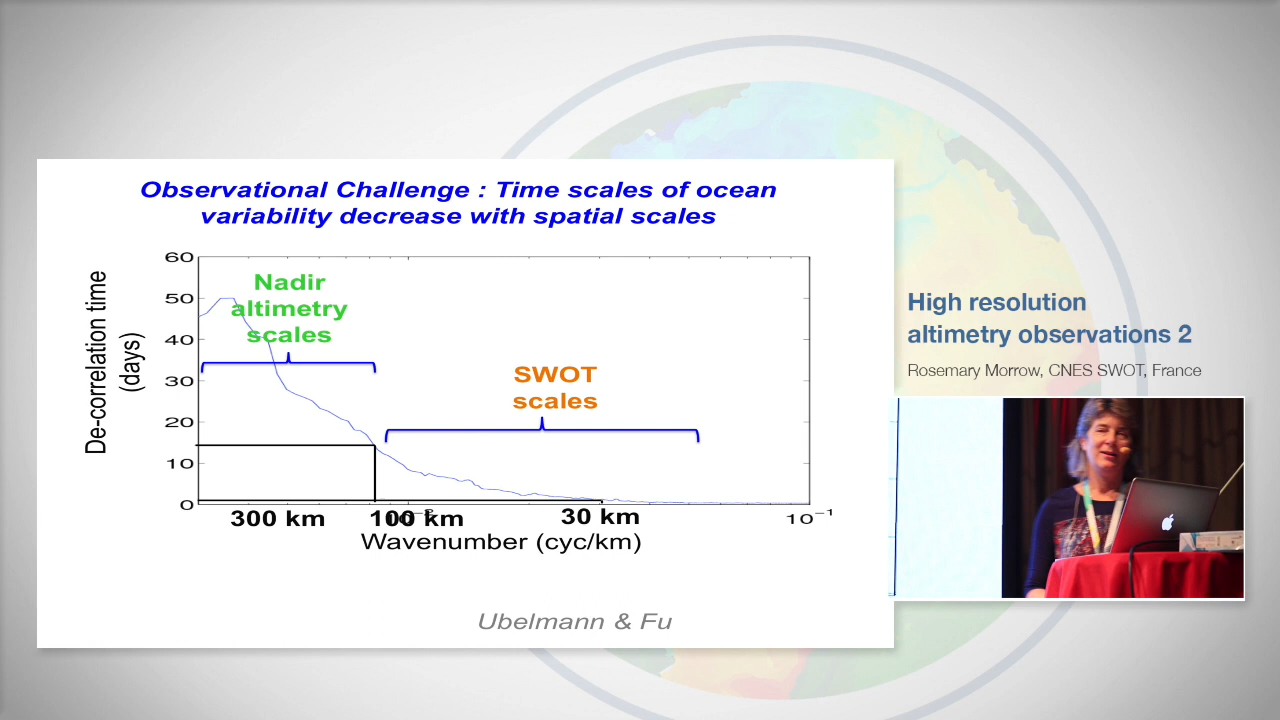 Observational Challenge : Time scales of ocean
variability decrease with spatial scales
De-correlation time
(days)
60
50
40
30
20
10
0
Nadir
altimetry
scales
SWOT
scales
300 km
100 km
30 km
10⁻¹
Wavenumber (cyc/km)
Ubelmann & Fu
High resolution
altimetry observations 2
Rosemary Morrow, CNES SWOT, France